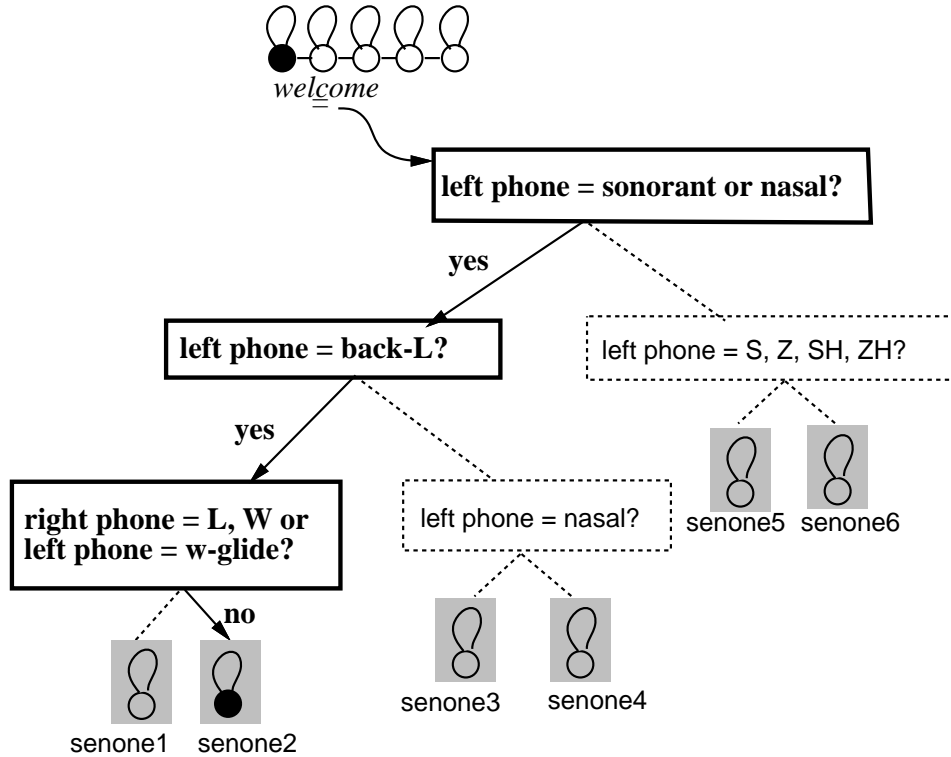 welcome
=
left phone = sonorant or nasal?
yes
left phone = back-L?
left phone = S, Z, SH, ZH?
yes
right phone = L, W or
left phone = w-glide?
left phone = nasal?
senone5
senone6
no
senone3
senone4
senone1
senone2